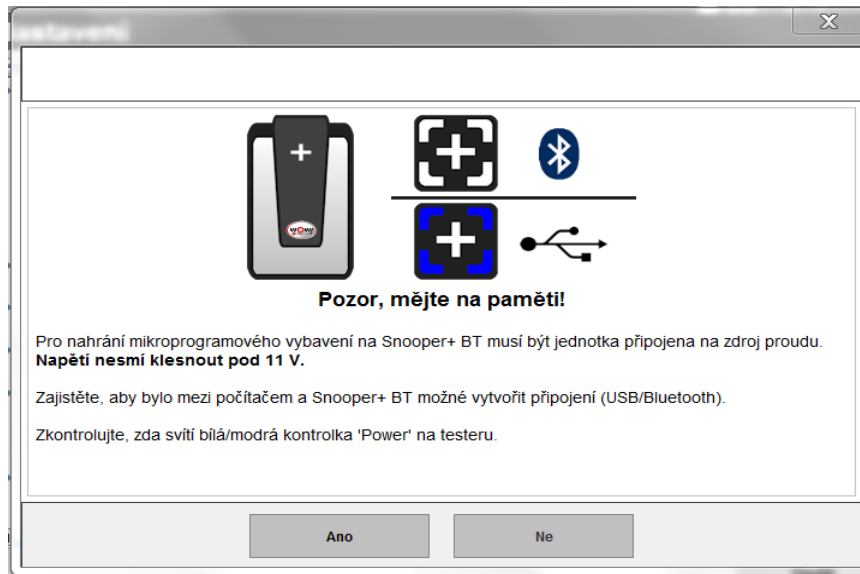 Nastavení
WOW
Pozor, mějte na paměti!
Pro nahrání mikroprogramového vybavení na Snooper+ BT musí být jednotka připojena na zdroj proudu.
Napětí nesmí klesnout pod 11 V.
Zajistěte, aby bylo mezi počítačem a Snooper+ BT možné vytvořit připojení (USB/Bluetooth).
Zkontrolujte, zda svítí bílá/modrá kontrolka 'Power' na testeru.
Ano
Ne